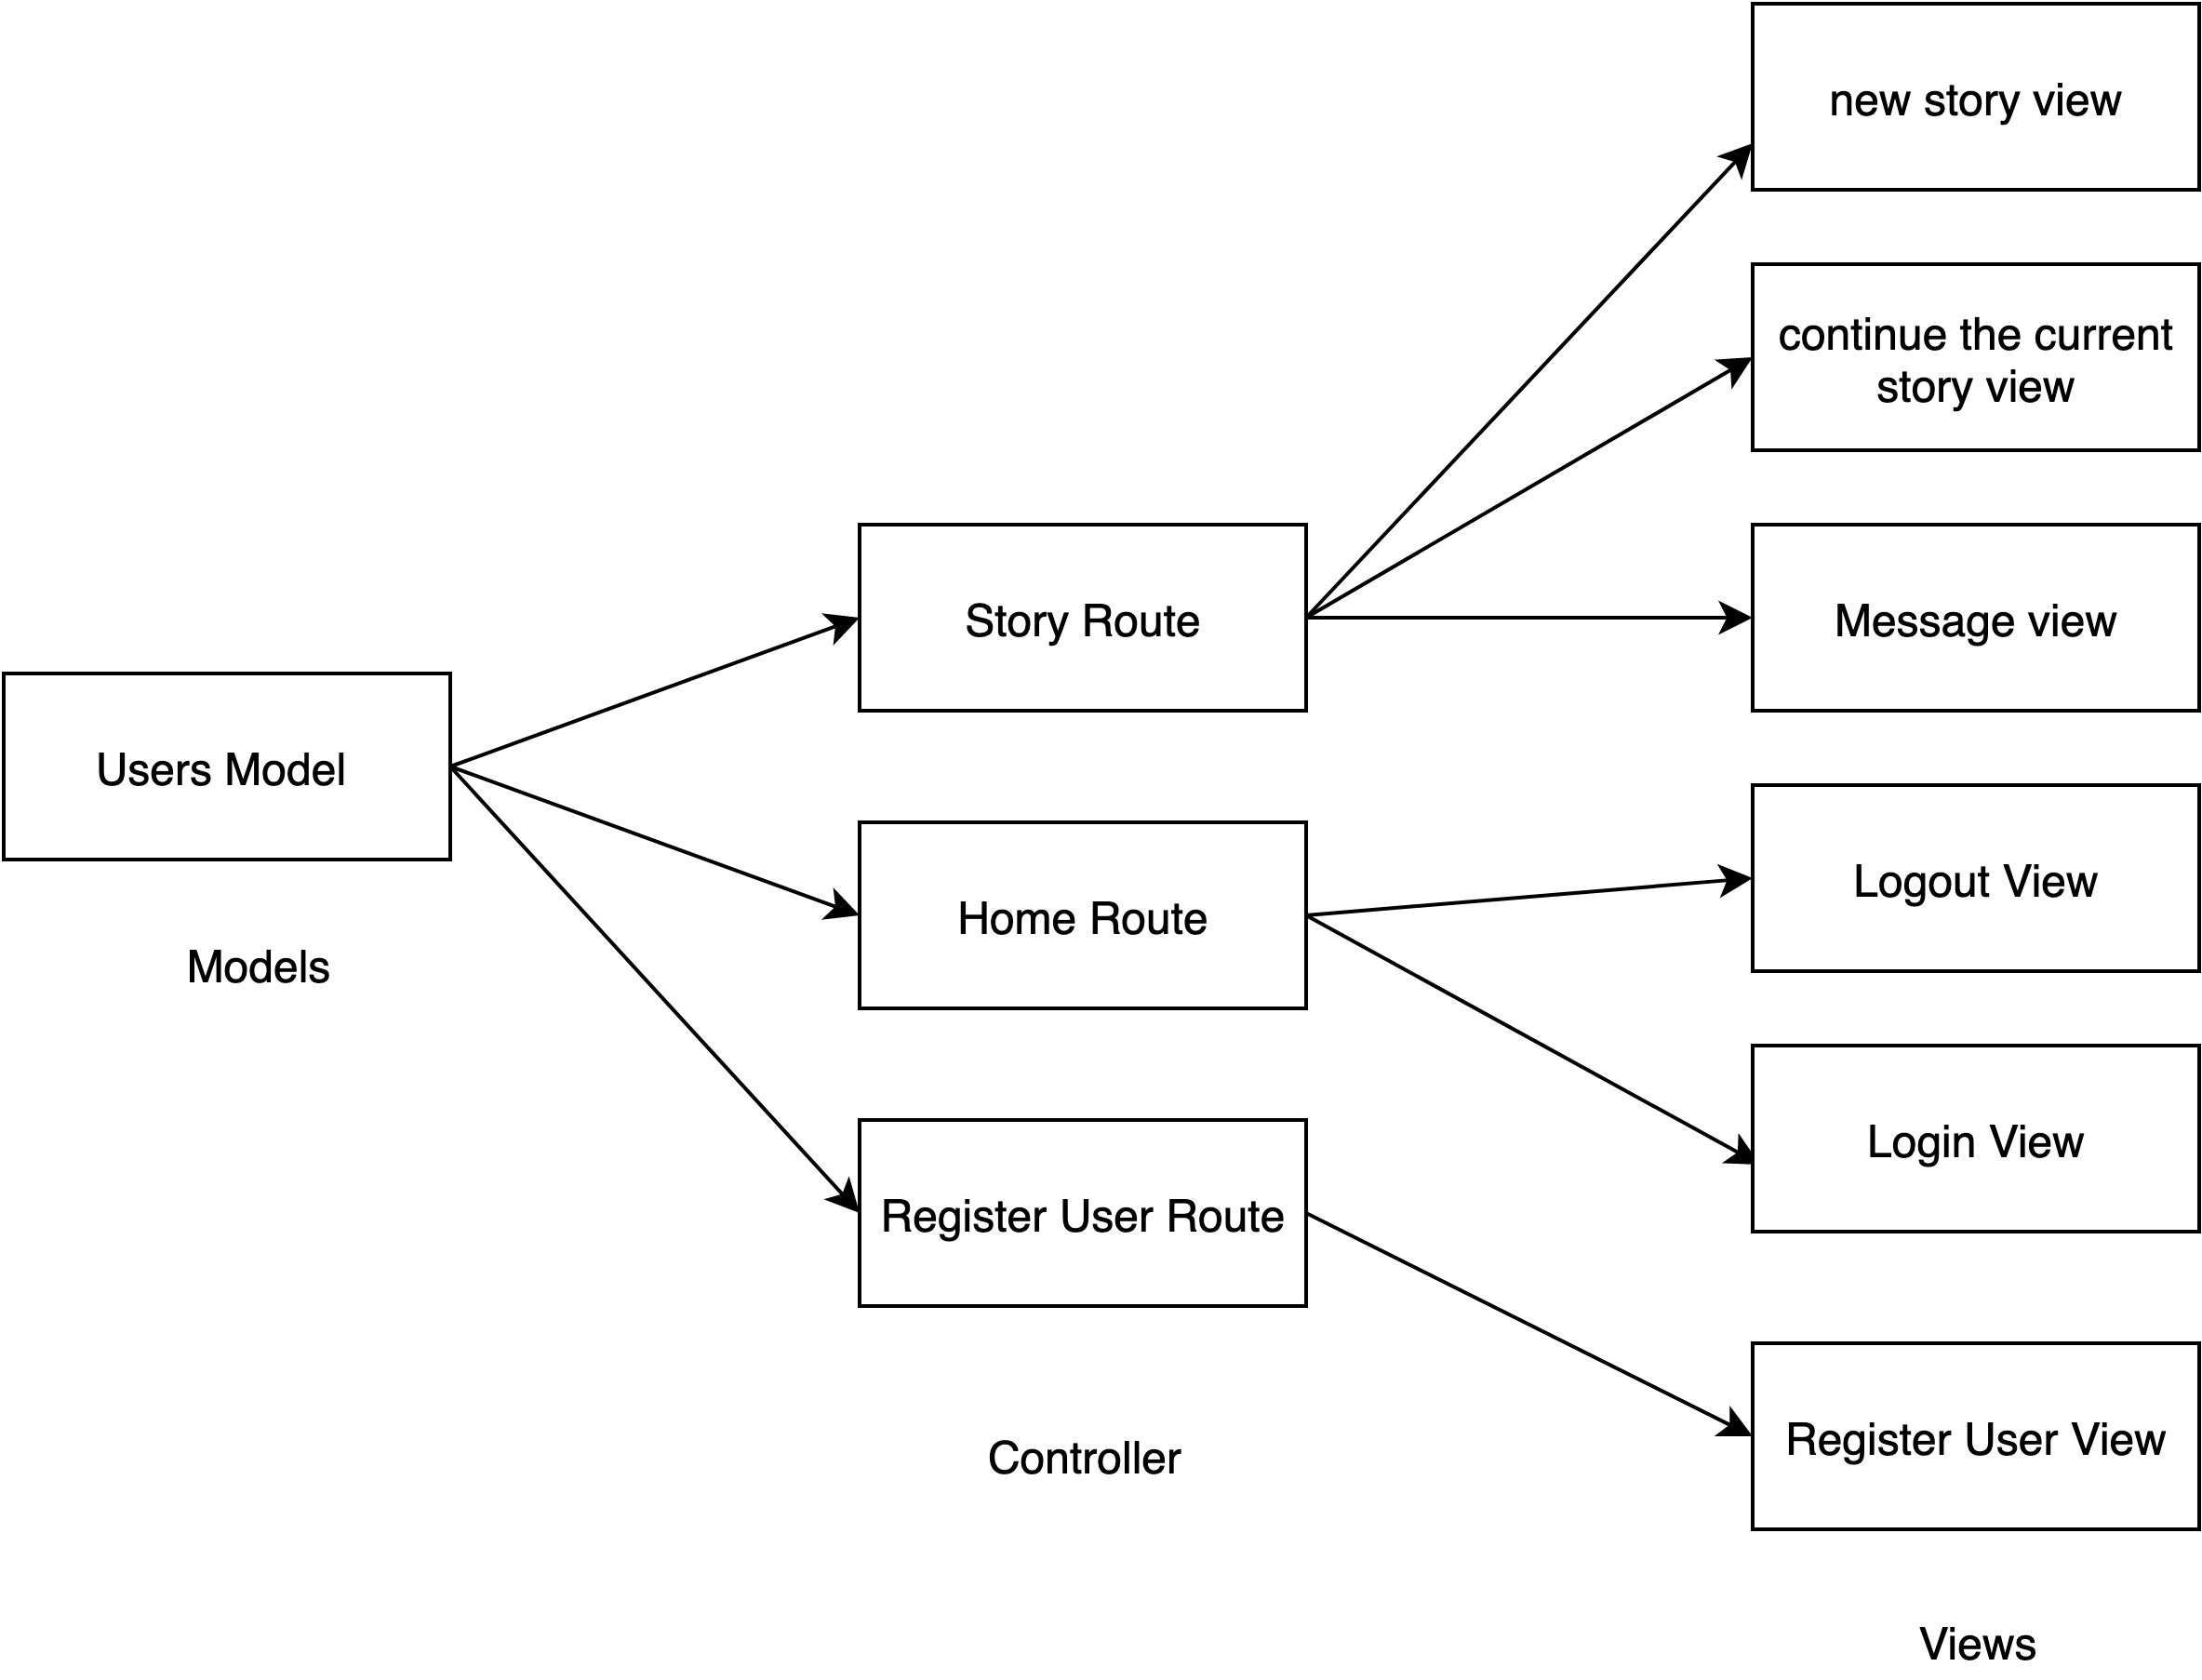 new story view
continue the current
story view
Story Route
Message view
Users Model
Logout View
Home Route
Models
Login View
Register User Route
Register User View
Controller
Views